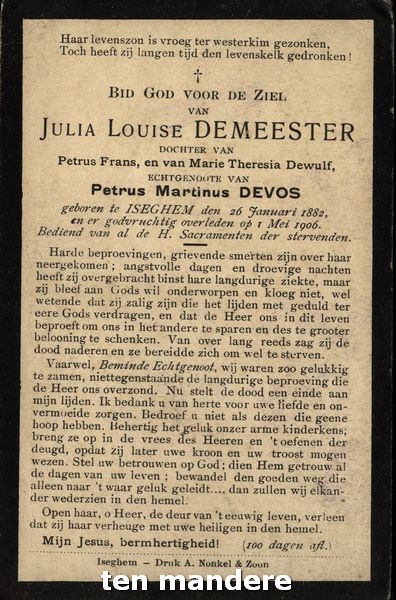 Haar levenszon is vroeg ter westerkim gezonken,
Toch heeft zij langen tijd den levenskelk gedronken!
†
BID GOD VOOR DE ZIEL
VAN
JULIA LOUISE DEMEESTER
DOCHTER VAN
Petrus Frans, en van Marie Theresia Dewulf,
ECHTGENOOTE VAN
Petrus Martinus DEVOS
geboren te ISEGHEM den 26 Januari 1882,
en er godvruchtig overleden op 1 Mei 1906.
Bediend van al de H. Sacramenten der stervenden.
Harde beproevingen, grievende smerten zijn over haar
neergekomen; angstvolle dagen en droevige nachten
heeft zij overgebracht binst hare langdurige ziekte, maar
zij bleef aan Gods wil onderworpen en kloeg niet, wel
wetende dat zij zalig zijn die het lijden met geduld ter
eere Gods verdragen, en dat de Heer ons in dit leven
beproeft om ons in het andere te sparen en des te grooter
belooning te schenken. Van over lang reeds zag zij de
dood naderen en ze bereidde zich om wel te sterven.
Vaarwel, Beminde Echtgenoot, wij waren zoo gelukkig
te zamen, niettegenstaande de langdurige beproeving die
de Heer ons overzond. Nu stelt de dood een einde aan
mijn lijden. Ik bedank u van herte voor uwe liefde en on-
vermoeide zorgen. Bedroef u niet als dezen die geene
hoop hebben. Behertig het geluk onzer arme kinderkens;
breng ze op in de vrees des Heeren en 't oefenen der
deugd, opdat zij later uwe kroon en uw troost mogen
wezen. Stel uw betrouwen op God; dien Hem getrouw al
de dagen van uw leven; bewandel den goeden weg die
alleen naar 't waar geluk geleidt...., dan zullen wij elkan-
der wederzien in den hemel.
Open haar, o Heer, de deur van 't eeuwig leven, verleen
dat zij haar verheuge met uwe heiligen in den hemel.
Mijn Jesus, bermhertigheid! (100 dagen afl.)
Iseghem — Druk A. Nonkel & Zoon
ten mandere